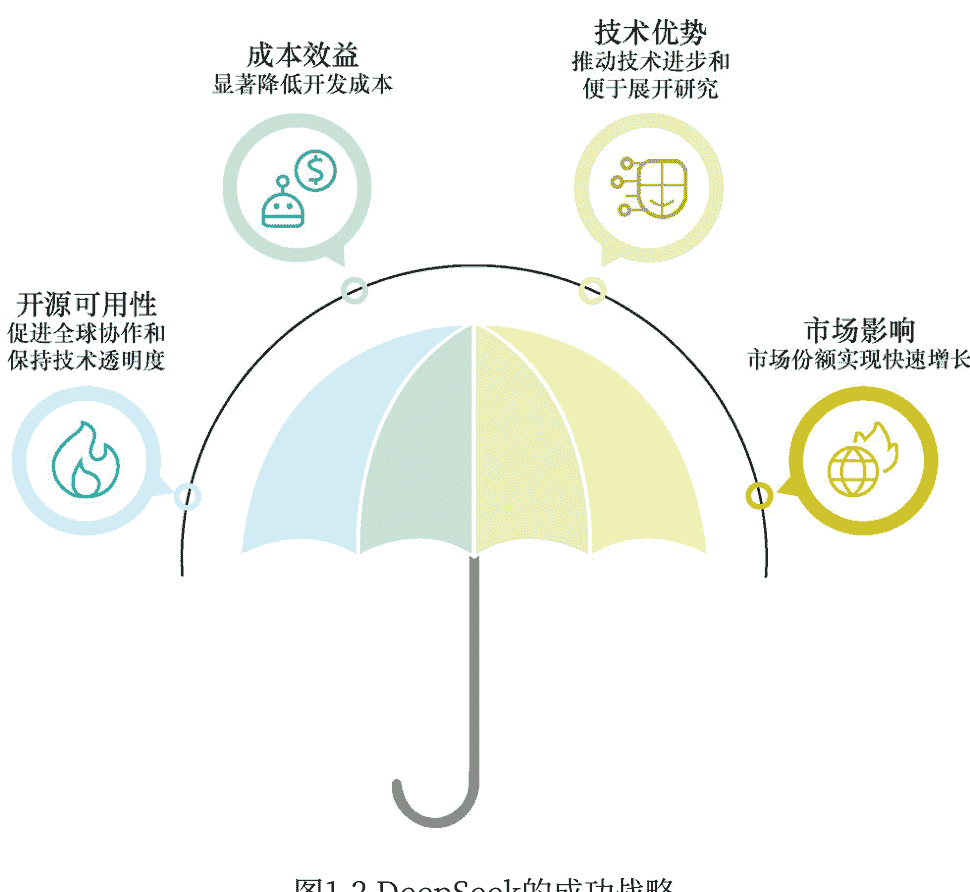 技术优势
推动技术进步和
便于展开研究
成本效益
显著降低开发成本
开源可用性
促进全球协作和
保持技术透明度
市场影响
市场份额实现快速增长
$
图1-2 DeepSeek的成功战略